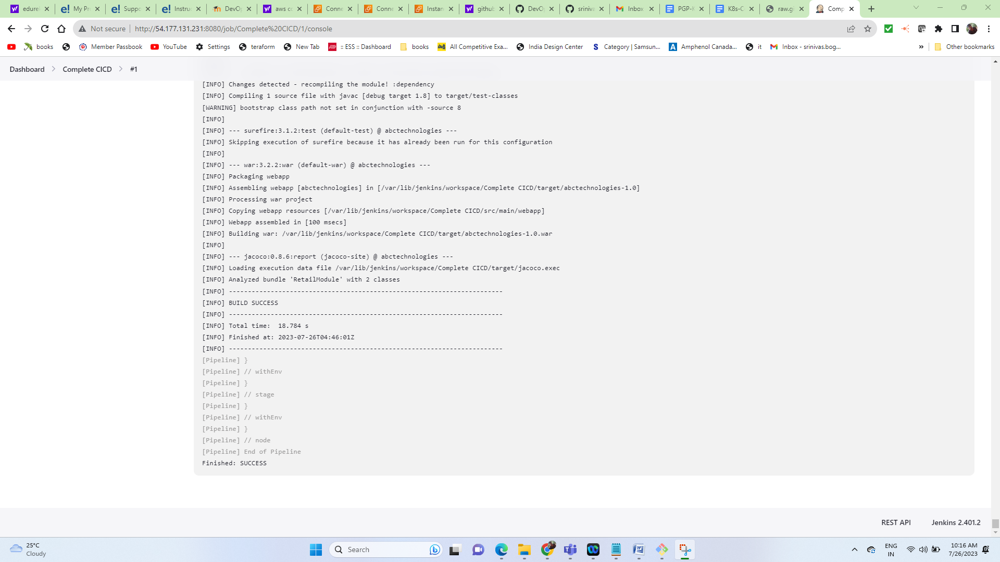 edurek
My Pr
Suppo
Instruc
DevOp
aws co
Conne
Conne
Instan
github
DevOp
sriniva
Inbox
PGP-K
K8s-C
raw.gi
Comp
Not secure
http://54.177.131.231:8080/job/Complete%20CICD/1/console
books
Member Passbook
YouTube
Settings
teraform
New Tab
:: ESS :: Dashboard
books
All Competitive Exa...
India Design Center
Category | Samsun...
Amphenol Canada...
it
Inbox - srinivas.bog...
»
Other bookmarks
Dashboard > Complete CICD > #1
[INFO] Changes detected - recompiling the module! :dependency
[INFO] Compiling 1 source file with javac [debug target 1.8] to target/test-classes
[WARNING] bootstrap class path not set in conjunction with -source 8
[INFO]
[INFO] --- surefire:3.1.2:test (default-test) @ abctechnologies ---
[INFO] Skipping execution of surefire because it has already been run for this configuration
[INFO]
[INFO] --- war:3.2.2:war (default-war) @ abctechnologies ---
[INFO] Packaging webapp
[INFO] Assembling webapp [abctechnologies] in [/var/lib/jenkins/workspace/Complete CICD/target/abctechnologies-1.0]
[INFO] Processing war project
[INFO] Copying webapp resources [/var/lib/jenkins/workspace/Complete CICD/src/main/webapp]
[INFO] Webapp assembled in [100 msecs]
[INFO] Building war: /var/lib/jenkins/workspace/Complete CICD/target/abctechnologies-1.0.war
[INFO]
[INFO] --- jacoco:0.8.6:report (jacoco-site) @ abctechnologies ---
[INFO] Loading execution data file /var/lib/jenkins/workspace/Complete CICD/target/jacoco.exec
[INFO] Analyzed bundle 'RetailModule' with 2 classes
[INFO] ------------------------------------------------------------------------
[INFO] BUILD SUCCESS
[INFO] ------------------------------------------------------------------------
[INFO] Total time:  18.784 s
[INFO] Finished at: 2023-07-26T04:46:01Z
[INFO] ------------------------------------------------------------------------
[Pipeline] }
[Pipeline] // withEnv
[Pipeline] }
[Pipeline] // stage
[Pipeline] }
[Pipeline] // withEnv
[Pipeline] }
[Pipeline] // node
[Pipeline] End of Pipeline
Finished: SUCCESS
REST API
Jenkins 2.401.2
25°C
Cloudy
Search
ENG
IN
10:16 AM
7/26/2023